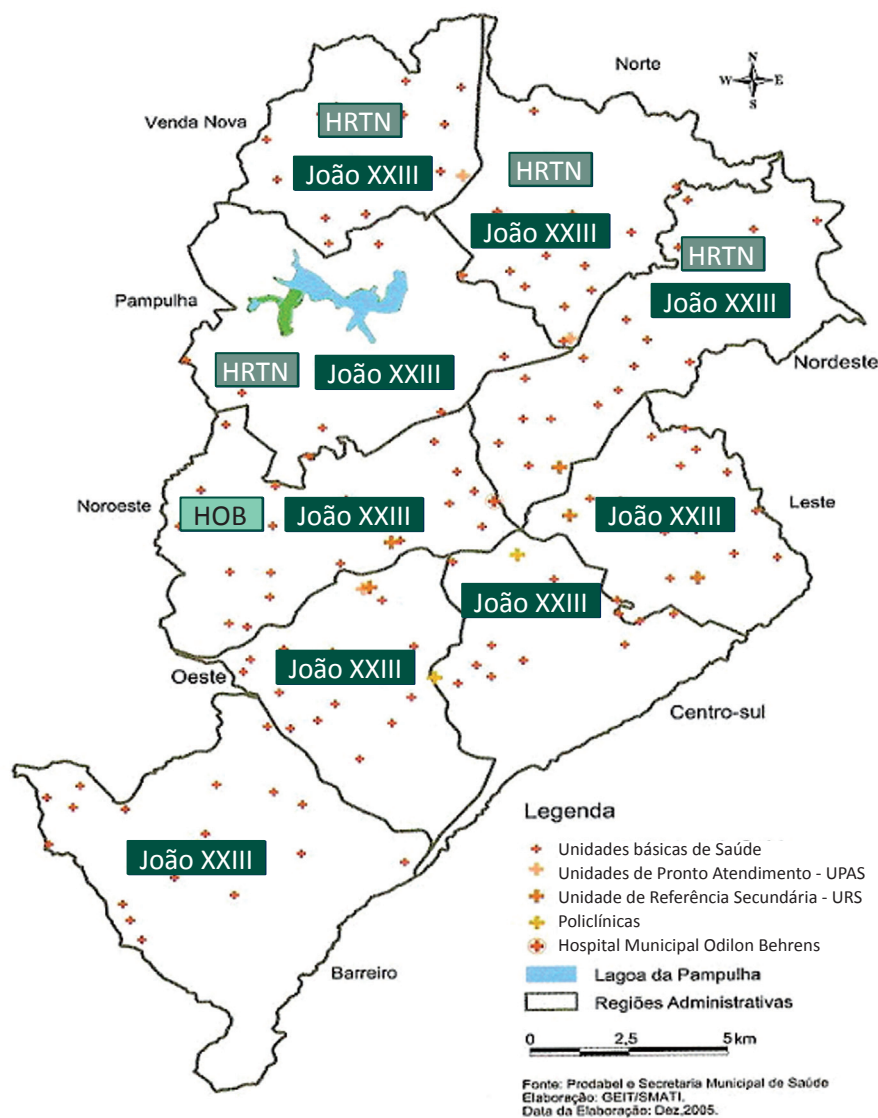 Norte
N
W E
S
Venda Nova
HRTN
João XXIII
HRTN
João XXIII
HRTN
João XXIII
Pampulha
HRTN
João XXIII
Nordeste
Noroeste
HOB
João XXIII
João XXIII
Leste
João XXIII
Oeste
João XXIII
Centro-sul
João XXIII
Barreiro
Legenda
Unidades básicas de Saúde
Unidades de Pronto Atendimento - UPAS
Unidade de Referência Secundária - URS
Policlínicas
Hospital Municipal Odilon Behrens
Lagoa da Pampulha
Regiões Administrativas
0 2,5 5 km
Fonte: Prodabel e Secretaria Municipal de Saúde
Elaboração: GEIT/SMATI.
Data da Elaboração: Dez,2005.